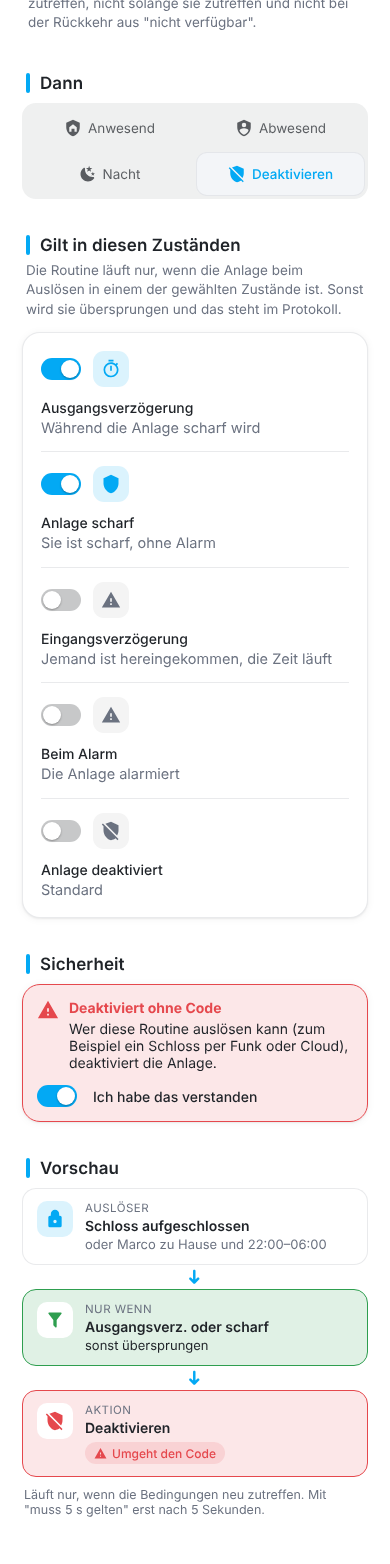 zutreffen, nicht solange sie zutreffen und nicht bei
der Rückkehr aus "nicht verfügbar".
Dann
Anwesend
Abwesend
Nacht
Deaktivieren
Gilt in diesen Zuständen
Die Routine läuft nur, wenn die Anlage beim
Auslösen in einem der gewählten Zustände ist. Sonst
wird sie übersprungen und das steht im Protokoll.
Ausgangsverzögerung
Während die Anlage scharf wird
Anlage scharf
Sie ist scharf, ohne Alarm
Eingangsverzögerung
Jemand ist hereingekommen, die Zeit läuft
Beim Alarm
Die Anlage alarmiert
Anlage deaktiviert
Standard
Sicherheit
Deaktiviert ohne Code
Wer diese Routine auslösen kann (zum
Beispiel ein Schloss per Funk oder Cloud),
deaktiviert die Anlage.
Ich habe das verstanden
Vorschau
AUSLÖSER
Schloss aufgeschlossen
oder Marco zu Hause und 22:00–06:00
NUR WENN
Ausgangsverz. oder scharf
sonst übersprungen
AKTION
Deaktivieren
Umgeht den Code
Läuft nur, wenn die Bedingungen neu zutreffen. Mit
"muss 5 s gelten" erst nach 5 Sekunden.